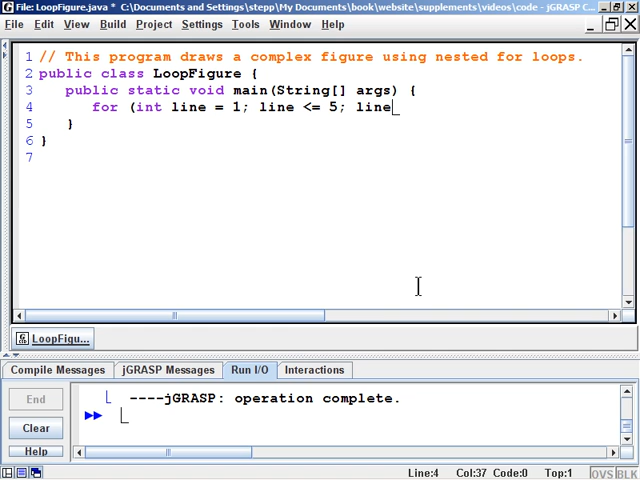 File: LoopFigure.java * C:\Documents and Settings\stepp\My Documents\book\website\supplements\videos\code - jGRASP C...
File Edit View Build Project Settings Tools Window Help
1 // This program draws a complex figure using nested for loops.
2 public class LoopFigure {
3 public static void main(String[] args) {
4 for (int line = 1; line <= 5; line
5 }
6 }
7
LoopFigu...
Compile Messages jGRASP Messages Run I/O Interactions
End
Clear
Help
----jGRASP: operation complete.
Line:4 Col:37 Code:0 Top:1 OVS BLK